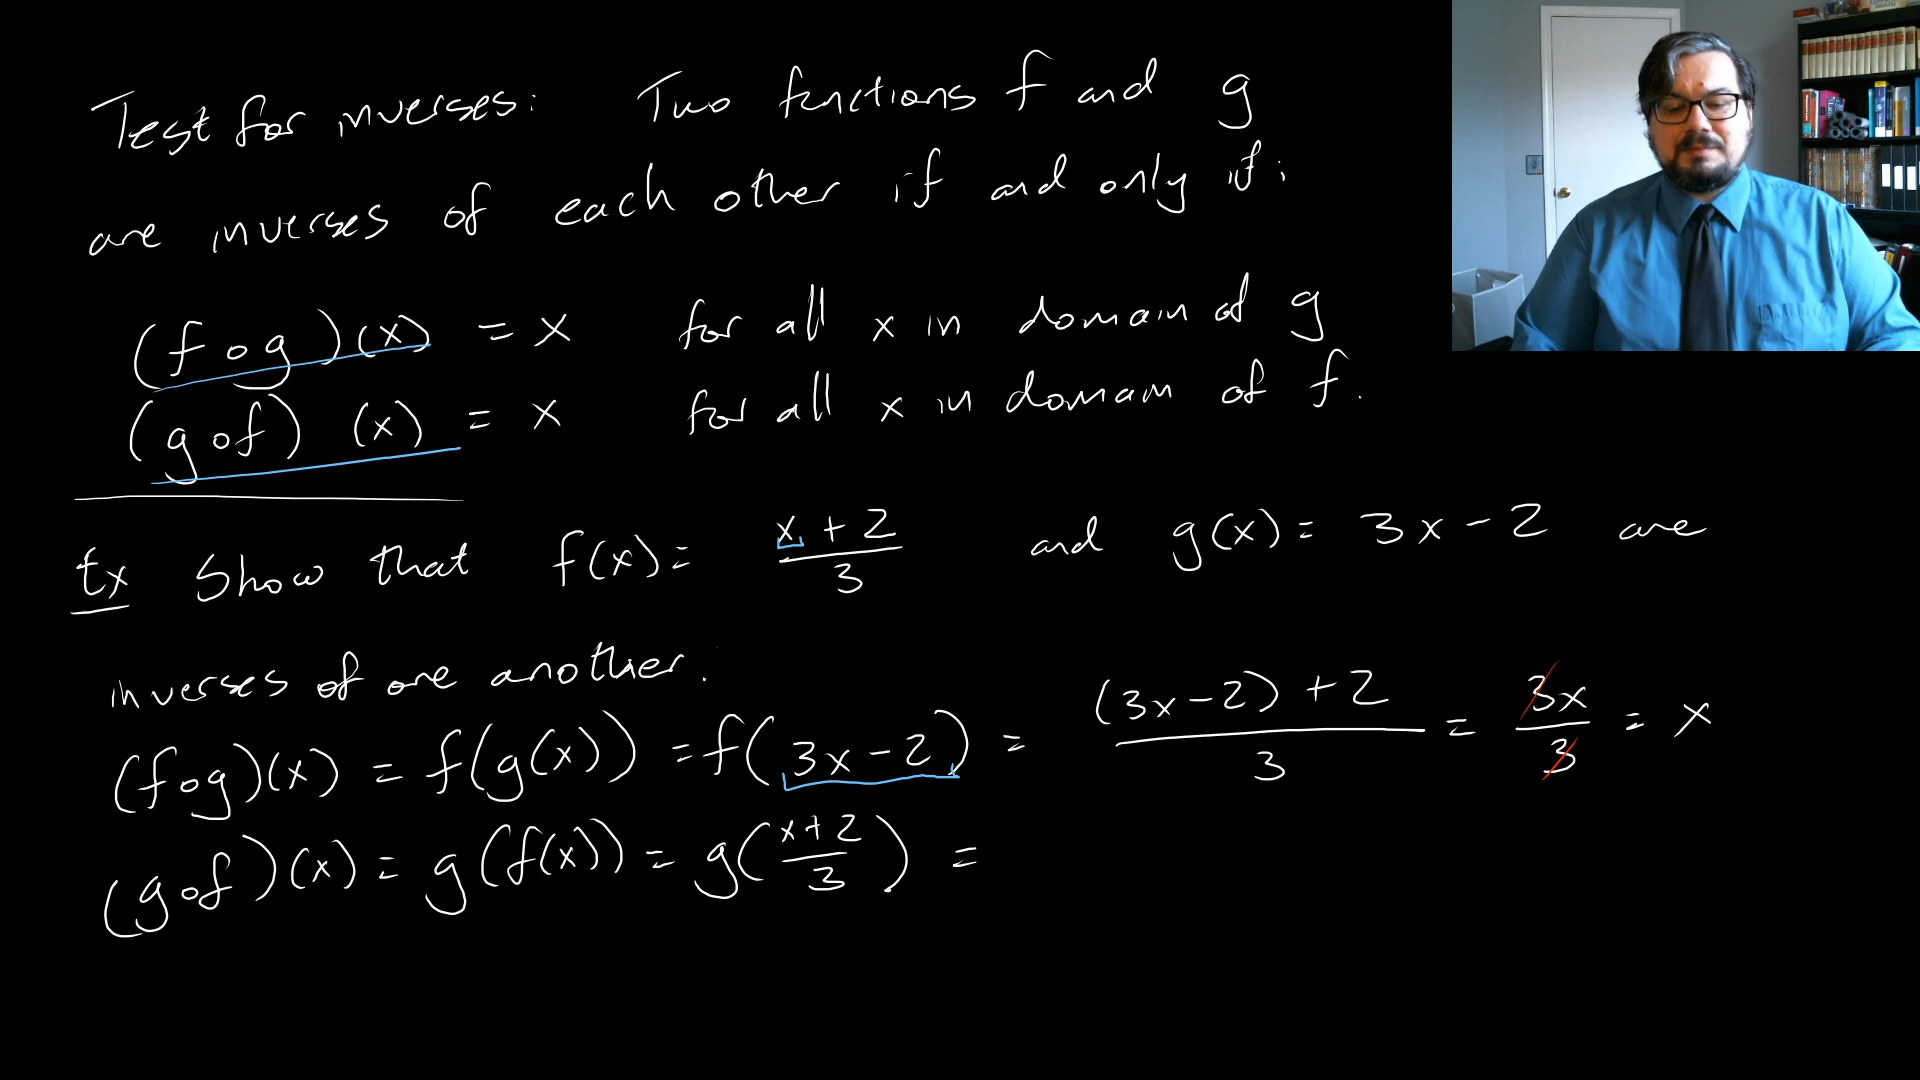 Test for inverses: Two functions f and g
are inverses of each other if and only if:
(f∘g)(x) = x for all x in domain of g
(g∘f)(x) = x for all x in domain of f.
Ex Show that f(x) = (x + 2)/3 and g(x) = 3x - 2 are
inverses of one another.
(f∘g)(x) = f(g(x)) = f(3x-2) = ((3x-2)+2)/3 = 3x/3 = x
(g∘f)(x) = g(f(x)) = g((x+2)/3) =